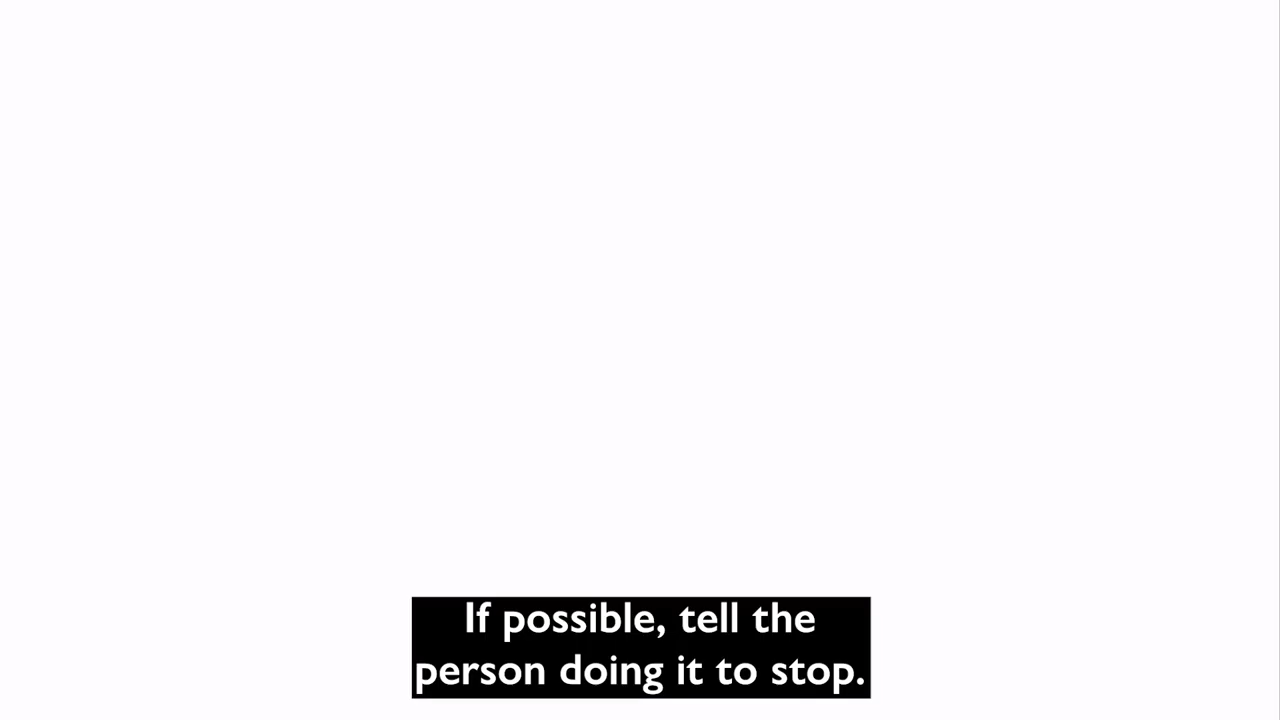 If possible, tell the
person doing it to stop.